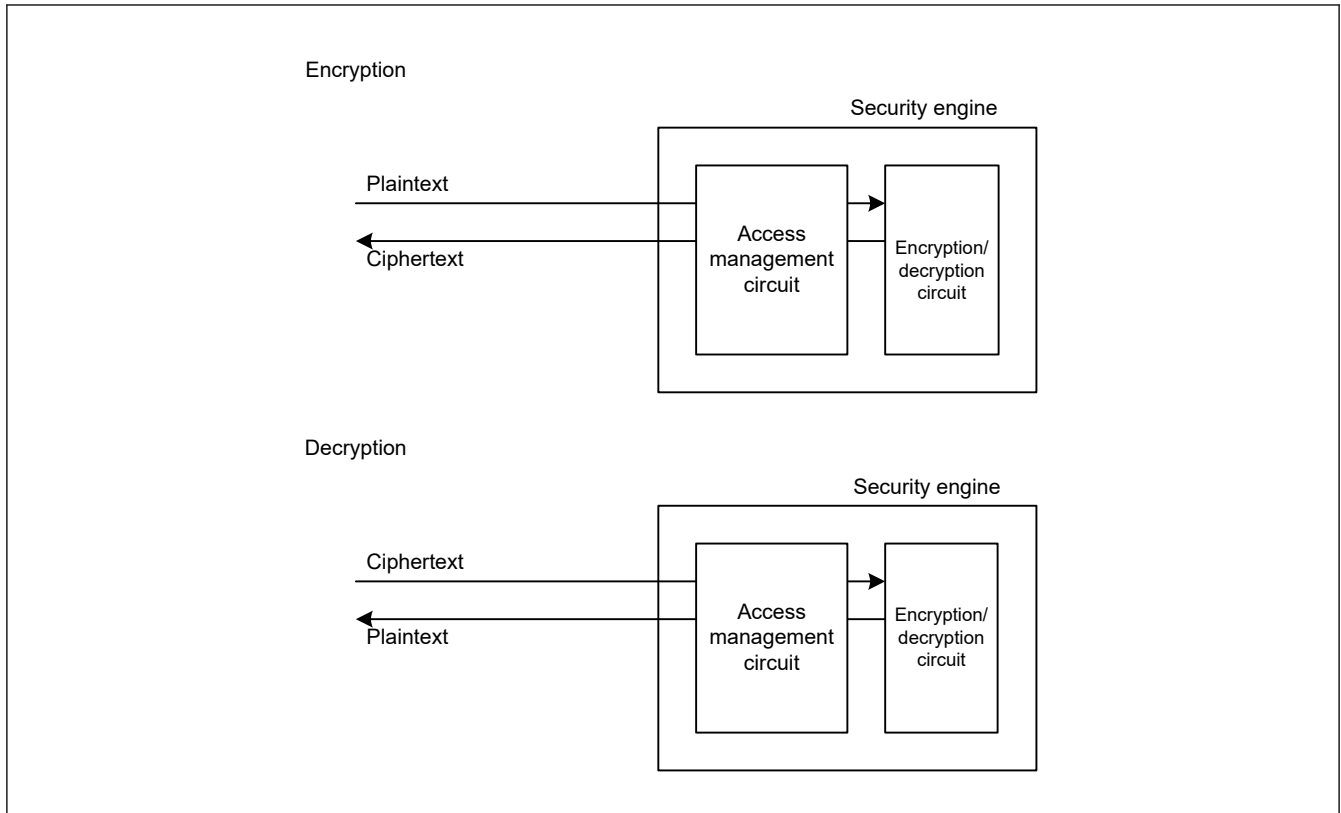 Encryption
Security engine
Plaintext
Ciphertext
Access
management
circuit
Encryption/
decryption
circuit
Decryption
Security engine
Ciphertext
Plaintext
Access
management
circuit
Encryption/
decryption
circuit